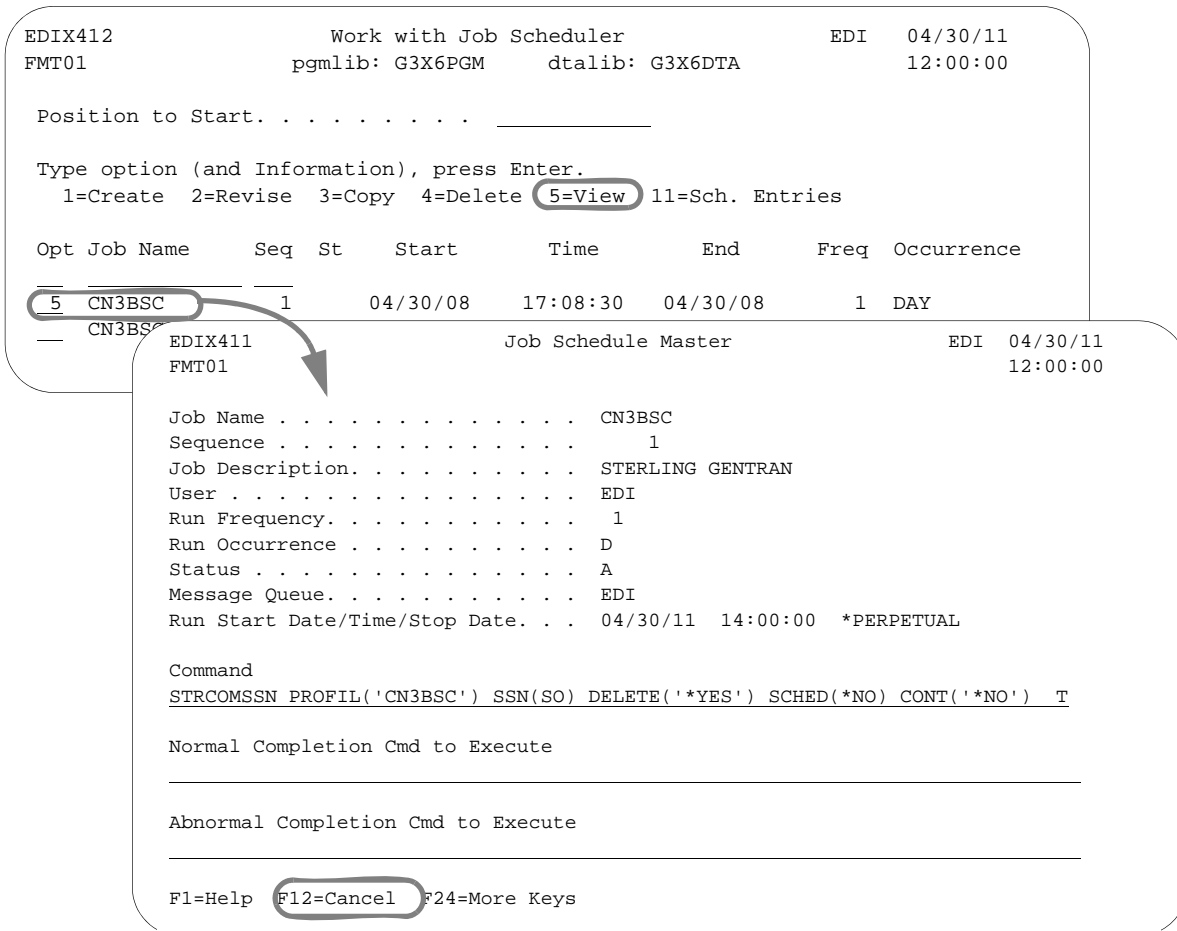 EDIX412 Work with Job Scheduler EDI 04/30/11
FMT01 pgmlib: G3X6PGM dtalib: G3X6DTA 12:00:00
Position to Start. . . . . . . . .
Type option (and Information), press Enter.
1=Create 2=Revise 3=Copy 4=Delete 5=View 11=Sch. Entries
Opt Job Name Seq St Start Time End Freq Occurrence
5 CN3BSC 1 04/30/08 17:08:30 04/30/08 1 DAY
CN3BSC
EDIX411 Job Schedule Master EDI 04/30/11
FMT01 12:00:00
Job Name . . . . . . . . . . . . . CN3BSC
Sequence . . . . . . . . . . . . . 1
Job Description. . . . . . . . . . STERLING GENTRAN
User . . . . . . . . . . . . . . . EDI
Run Frequency. . . . . . . . . . . 1
Run Occurrence . . . . . . . . . . D
Status . . . . . . . . . . . . . . A
Message Queue. . . . . . . . . . . EDI
Run Start Date/Time/Stop Date. . . 04/30/11 14:00:00 *PERPETUAL
Command
STRCOMSSN PROFIL('CN3BSC') SSN(SO) DELETE('*YES') SCHED(*NO) CONT('*NO') T
Normal Completion Cmd to Execute
Abnormal Completion Cmd to Execute
F1=Help F12=Cancel F24=More Keys